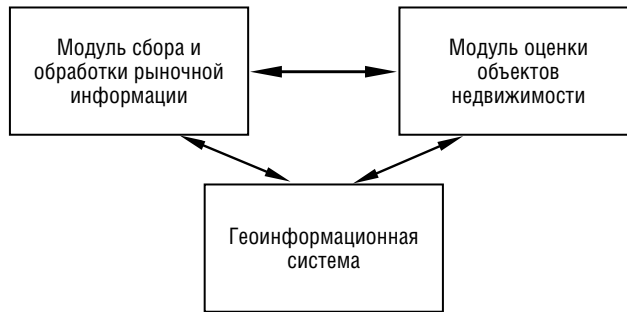 Модуль сбора и
обработки рыночной
информации
Модуль оценки
объектов
недвижимости
Геоинформационная
система